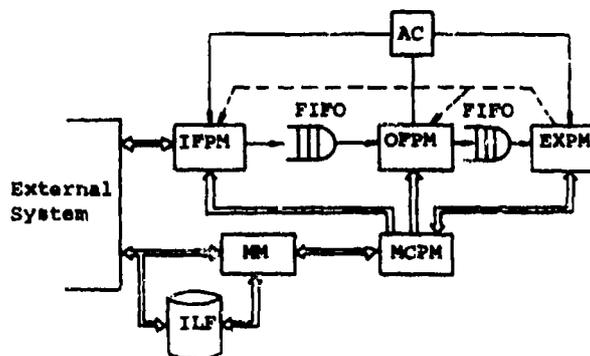 AC
FIFO
FIFO
IFPM
OFPM
EXPM
External
System
MM
MCPM
ILF